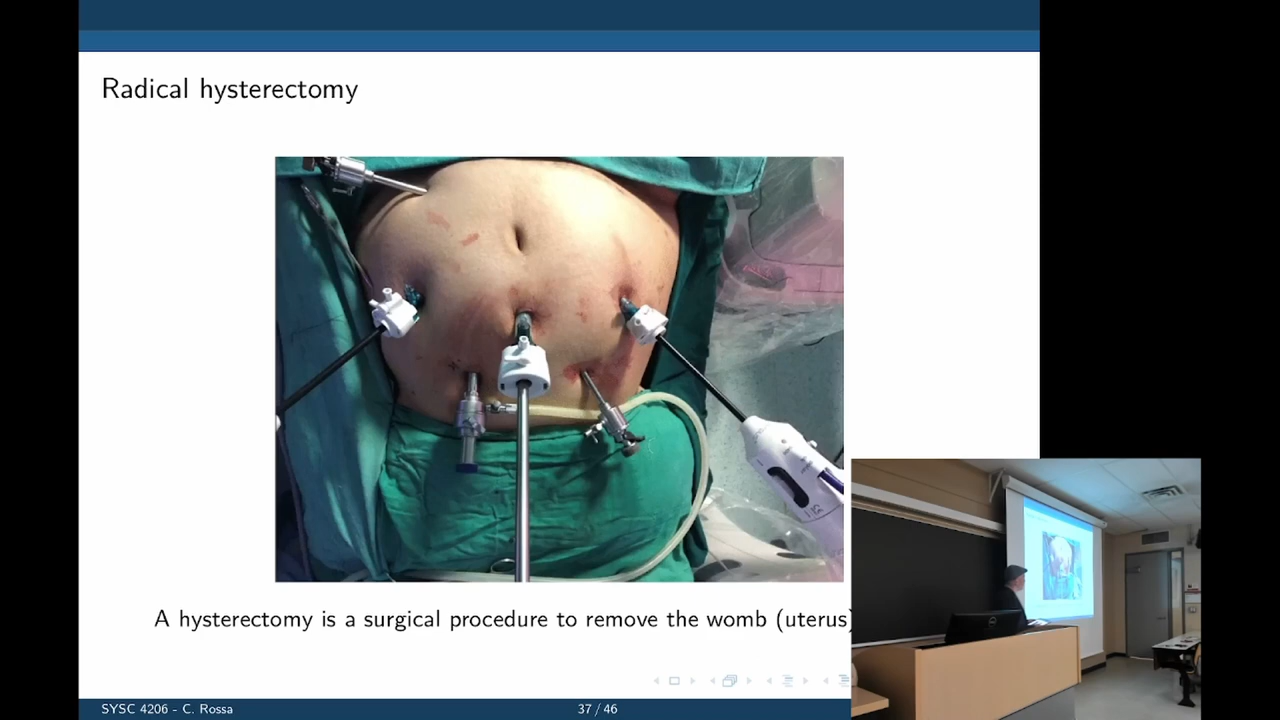 Radical hysterectomy
A hysterectomy is a surgical procedure to remove the womb (uterus)
SYSC 4206 - C. Rossa
37 / 46